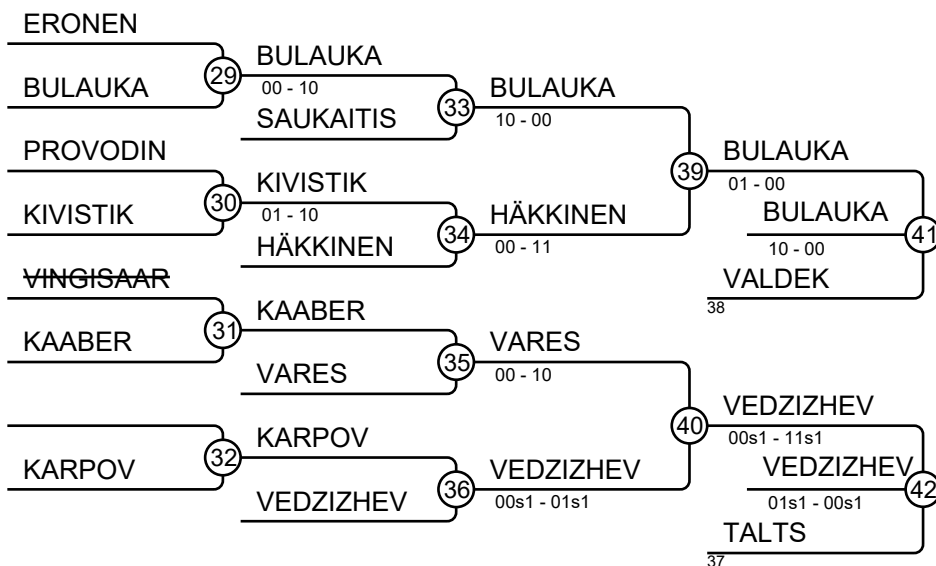 ERONEN
BULAUKA
29
BULAUKA
00 - 10
SAUKAITIS
33
BULAUKA
10 - 00
PROVODIN
KIVISTIK
30
KIVISTIK
01 - 10
HÄKKINEN
34
HÄKKINEN
00 - 11
39
BULAUKA
01 - 00
BULAUKA
10 - 00
VALDEK
38
41
VINGISAAR
KAABER
31
KAABER
VARES
35
VARES
00 - 10
KARPOV
32
KARPOV
VEDZIZHEV
36
VEDZIZHEV
00s1 - 01s1
40
VEDZIZHEV
00s1 - 11s1
VEDZIZHEV
01s1 - 00s1
TALTS
37
42